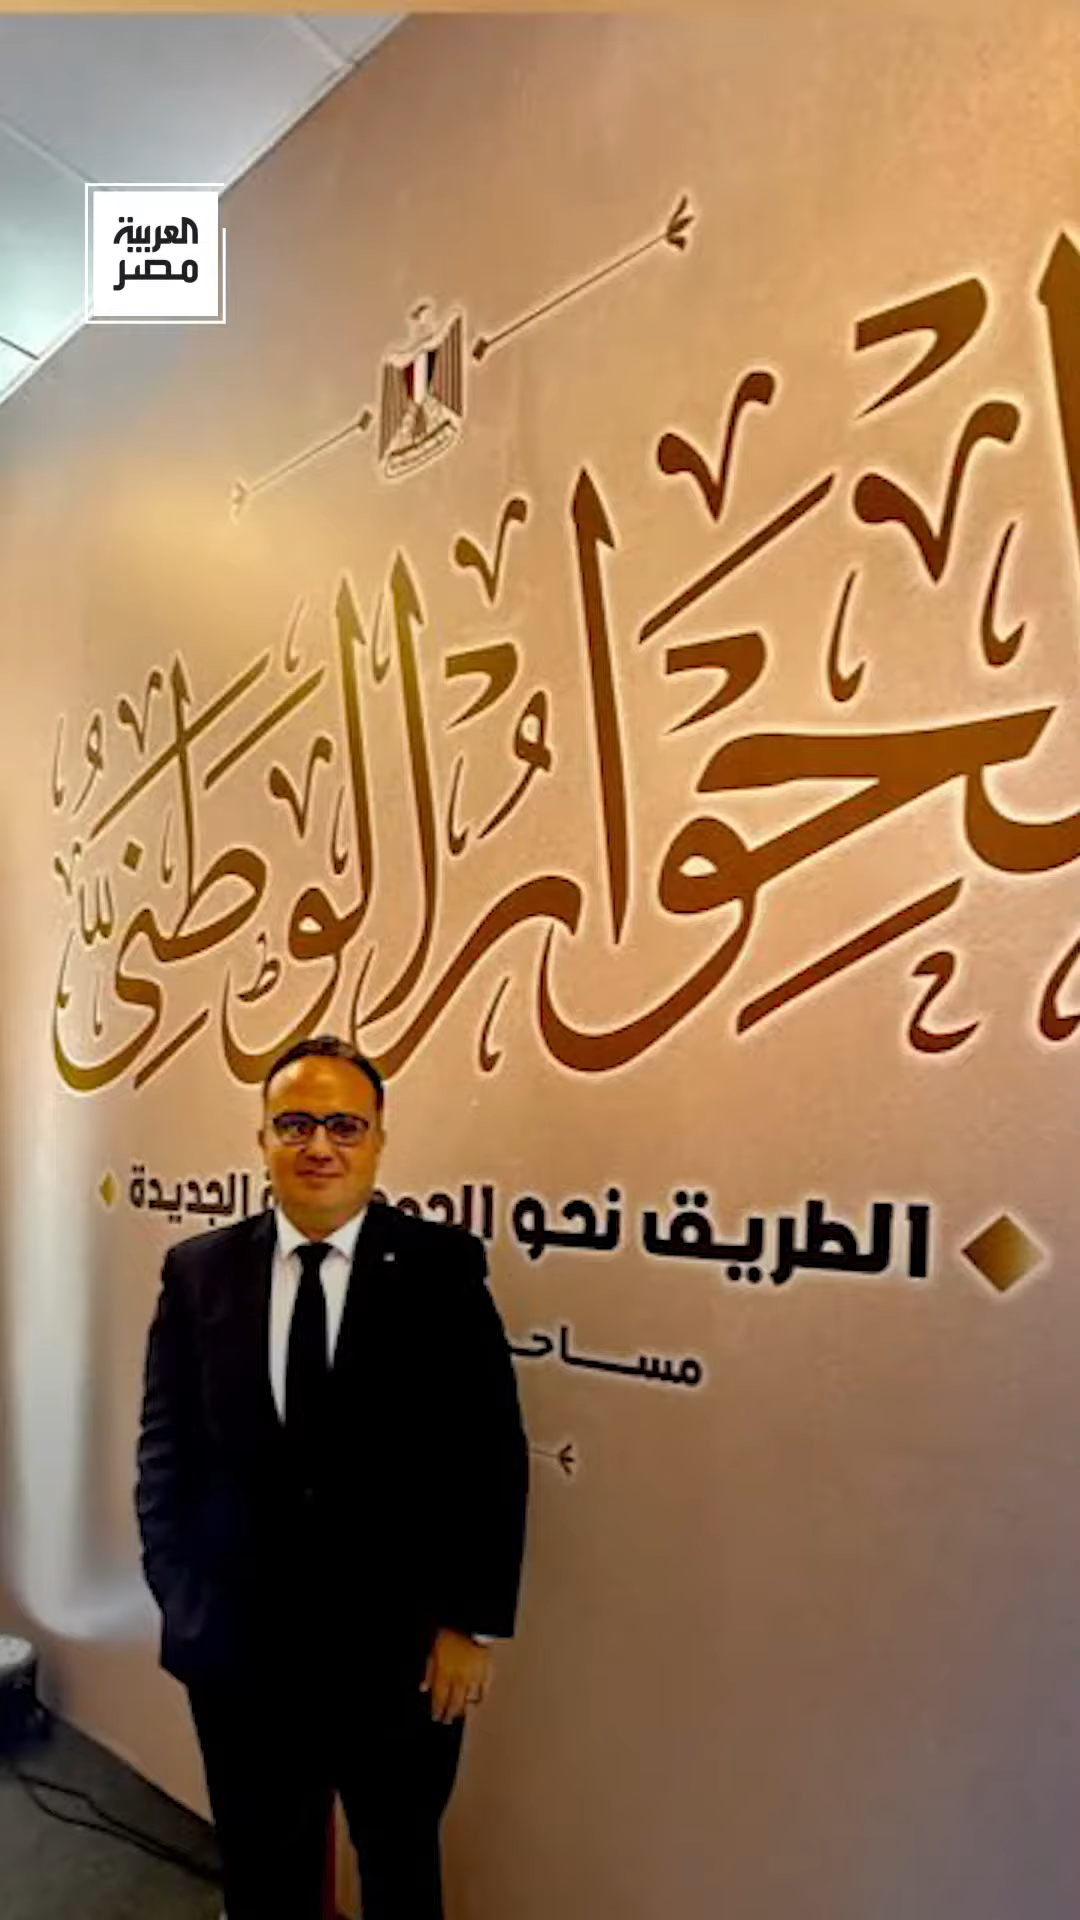 العربية
مصر
الحوار الوطني
الطريق نحو الجديدة